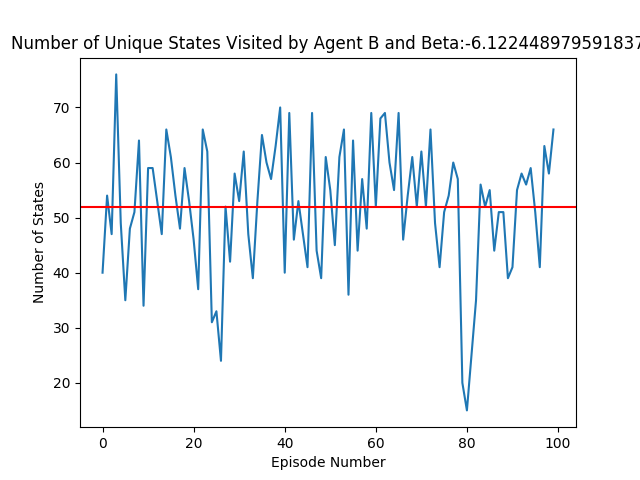 Number of Unique States Visited by Agent B and Beta:-6.122448979591837
70
60
50
40
30
20
Number of States
0 20 40 60 80 100
Episode Number